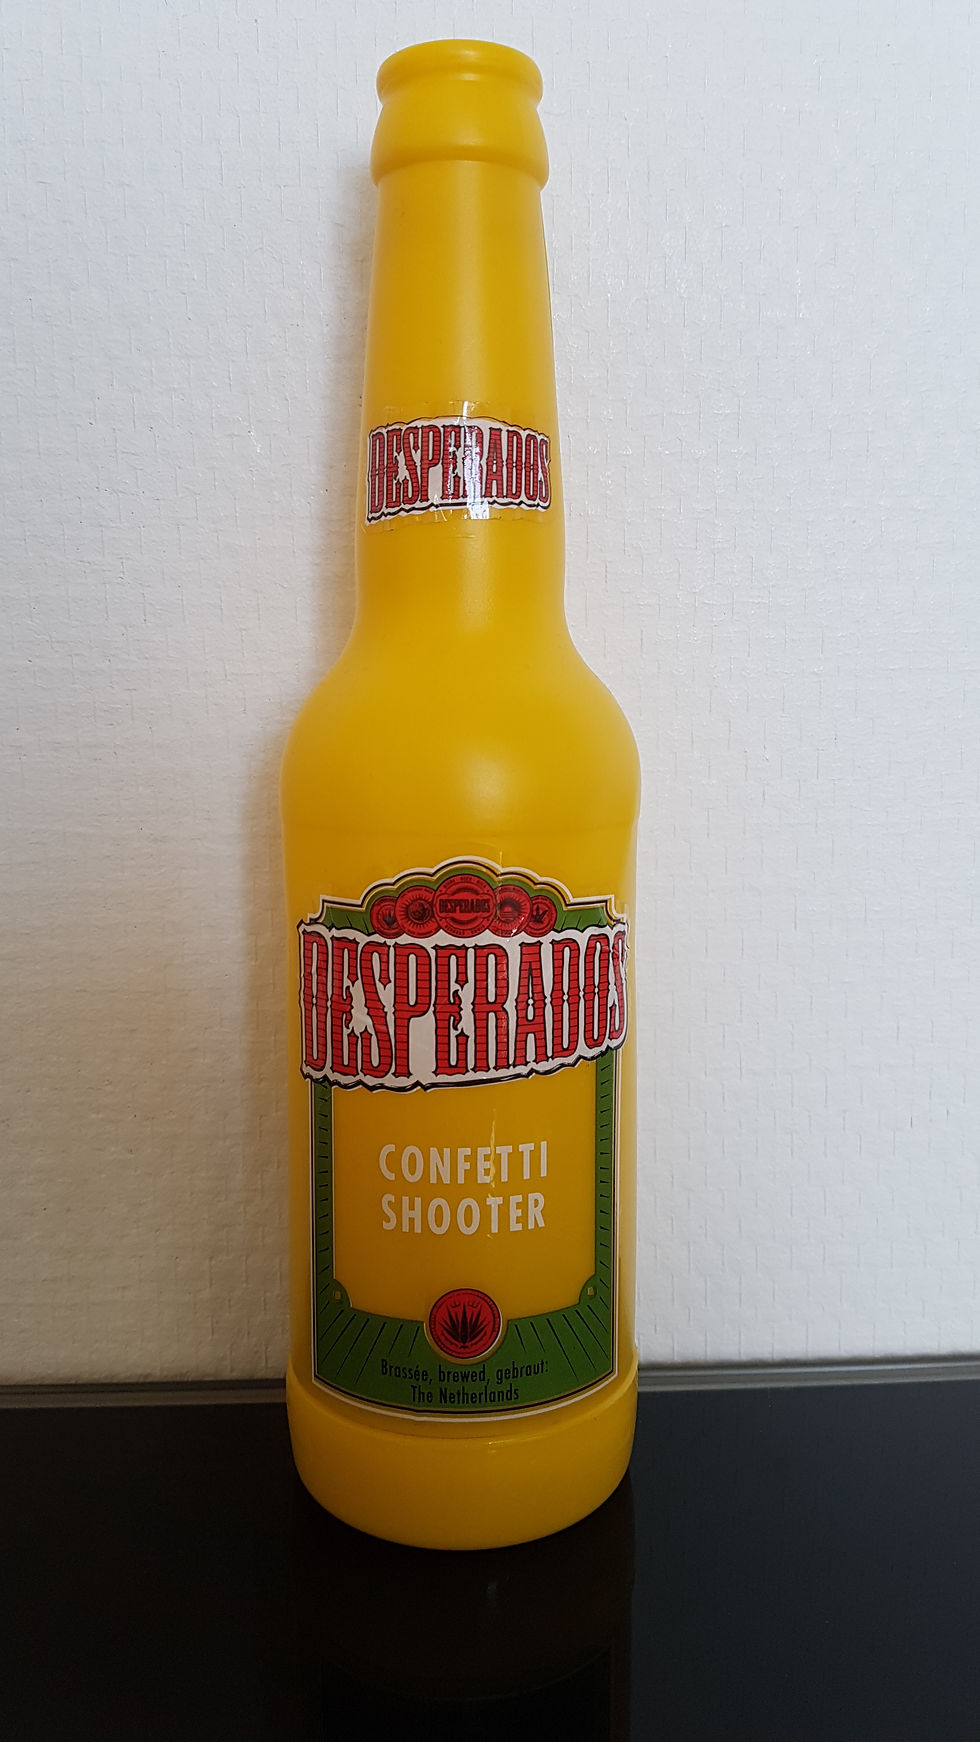 DESPERADOS
DESPERADOS
DESPERADOS
CONFETTI
SHOOTER
Brassée, brewed, gebraut:
The Netherlands